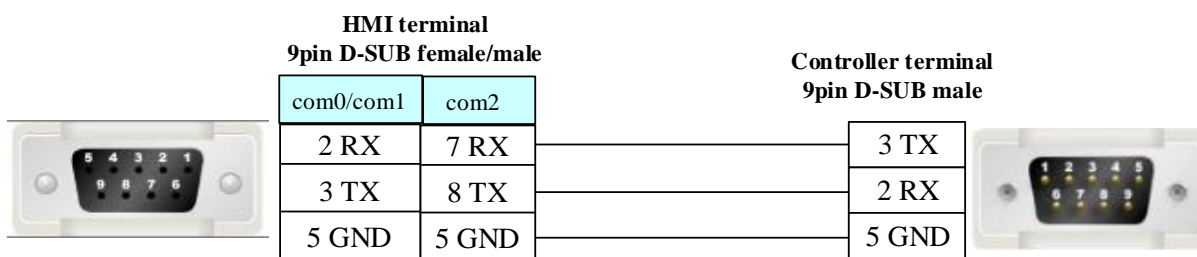 HMI terminal
9pin D-SUB female/male
Controller terminal
9pin D-SUB male
com0/com1 com2
2 RX 7 RX 3 TX
3 TX 8 TX 2 RX
5 GND 5 GND 5 GND
5 4 3 2 1
9 8 7 6
1 2 3 4 5
6 7 8 9